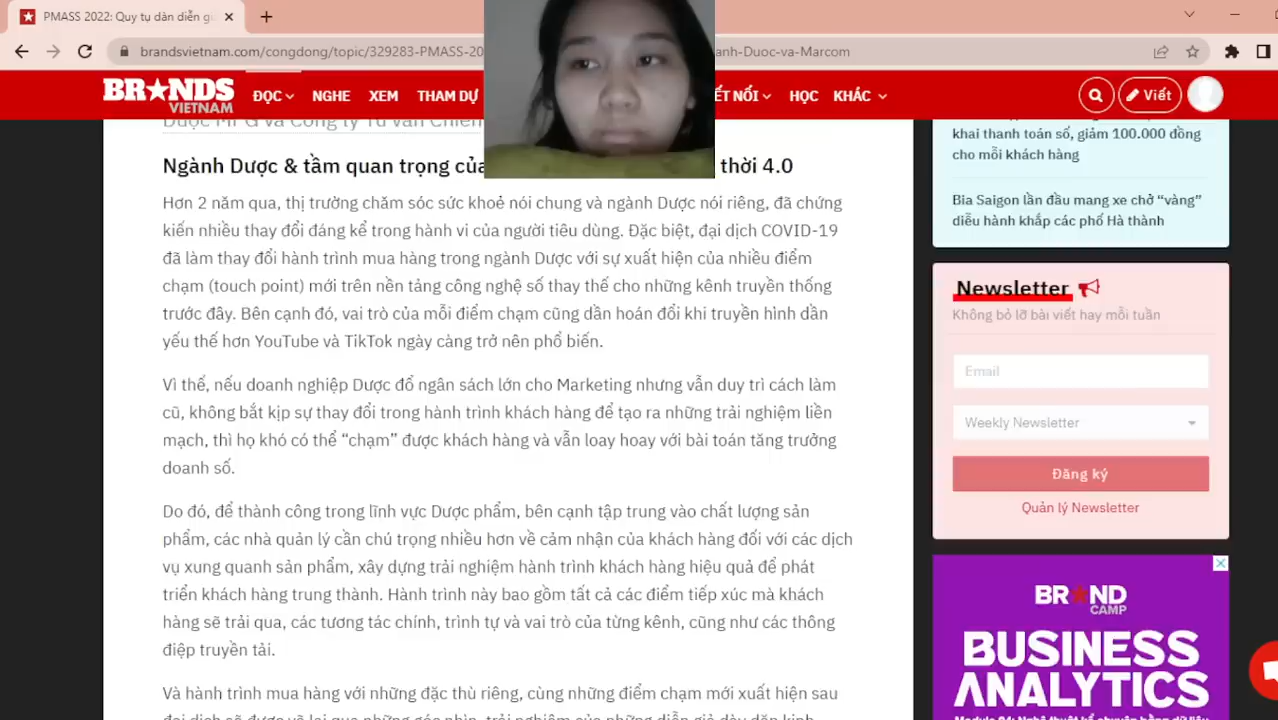 PMASS 2022: Quy tụ dàn diễn gi
brandsvietnam.com/congdong/topic/329283-PMASS-20
anh-Duoc-va-Marcom
BRANDS
VIETNAM
ĐỌC
NGHE
XEM
THAM DỰ
ẾT NỐI
HỌC
KHÁC
Viết
Ngành Dược & tầm quan trọng của
thời 4.0
Hơn 2 năm qua, thị trường chăm sóc sức khoẻ nói chung và ngành Dược nói riêng, đã chứng
kiến nhiều thay đổi đáng kể trong hành vi của người tiêu dùng. Đặc biệt, đại dịch COVID-19
đã làm thay đổi hành trình mua hàng trong ngành Dược với sự xuất hiện của nhiều điểm
chạm (touch point) mới trên nền tảng công nghệ số thay thế cho những kênh truyền thống
trước đây. Bên cạnh đó, vai trò của mỗi điểm chạm cũng dần hoán đổi khi truyền hình dần
yếu thế hơn YouTube và TikTok ngày càng trở nên phổ biến.
Vì thế, nếu doanh nghiệp Dược đổ ngân sách lớn cho Marketing nhưng vẫn duy trì cách làm
cũ, không bắt kịp sự thay đổi trong hành trình khách hàng để tạo ra những trải nghiệm liền
mạch, thì họ khó có thể “chạm” được khách hàng và vẫn loay hoay với bài toán tăng trưởng
doanh số.
Do đó, để thành công trong lĩnh vực Dược phẩm, bên cạnh tập trung vào chất lượng sản
phẩm, các nhà quản lý cần chú trọng nhiều hơn về cảm nhận của khách hàng đối với các dịch
vụ xung quanh sản phẩm, xây dựng trải nghiệm hành trình khách hàng hiệu quả để phát
triển khách hàng trung thành. Hành trình này bao gồm tất cả các điểm tiếp xúc mà khách
hàng sẽ trải qua, các tương tác chính, trình tự và vai trò của từng kênh, cũng như các thông
điệp truyền tải.
Và hành trình mua hàng với những đặc thù riêng, cùng những điểm chạm mới xuất hiện sau
khai thanh toán số, giảm 100.000 đồng
cho mỗi khách hàng
Bia Saigon lần đầu mang xe chở “vàng”
diễu hành khắp các phố Hà thành
Newsletter
Không bỏ lỡ bài viết hay mỗi tuần
Email
Weekly Newsletter
Đăng ký
Quản lý Newsletter
BRAND
CAMP
BUSINESS
ANALYTICS